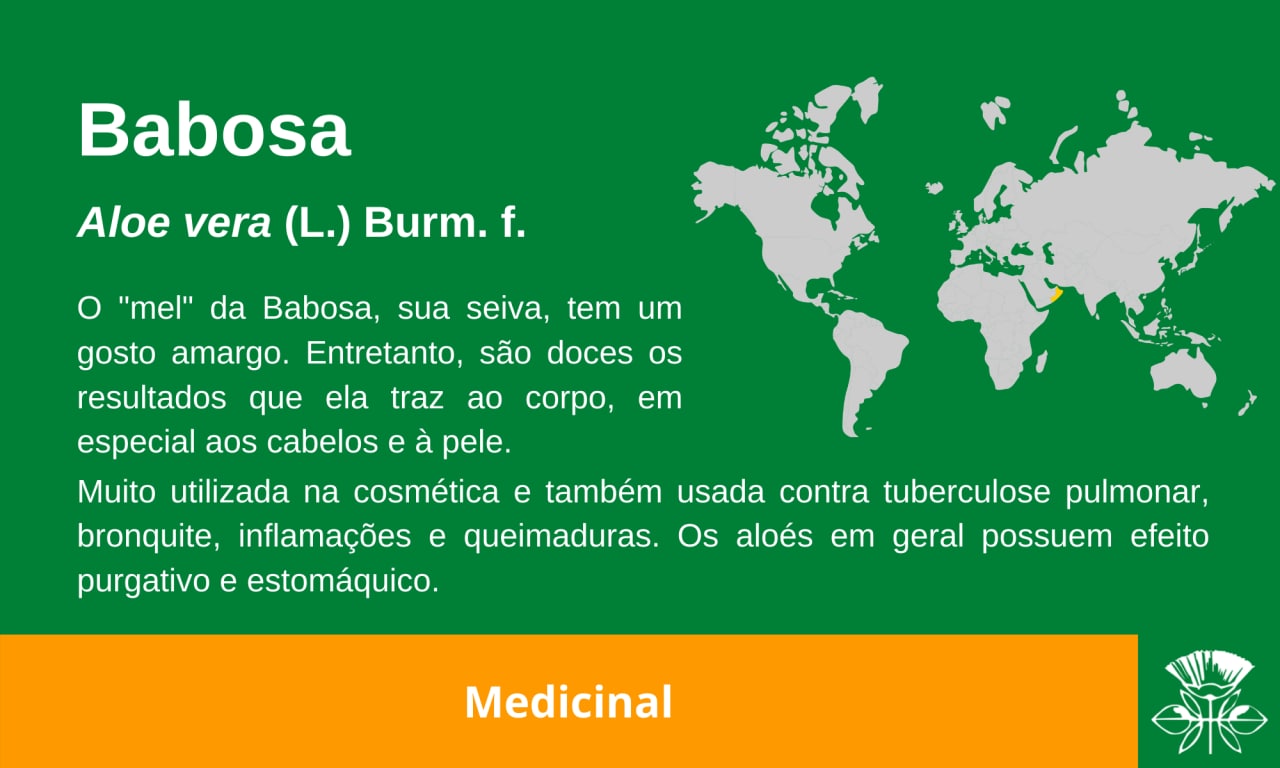 Babosa
Aloe vera (L.) Burm. f.
O "mel" da Babosa, sua seiva, tem um
gosto amargo. Entretanto, são doces os
resultados que ela traz ao corpo, em
especial aos cabelos e à pele.
Muito utilizada na cosmética e também usada contra tuberculose pulmonar,
bronquite, inflamações e queimaduras. Os aloés em geral possuem efeito
purgativo e estomáquico.
Medicinal